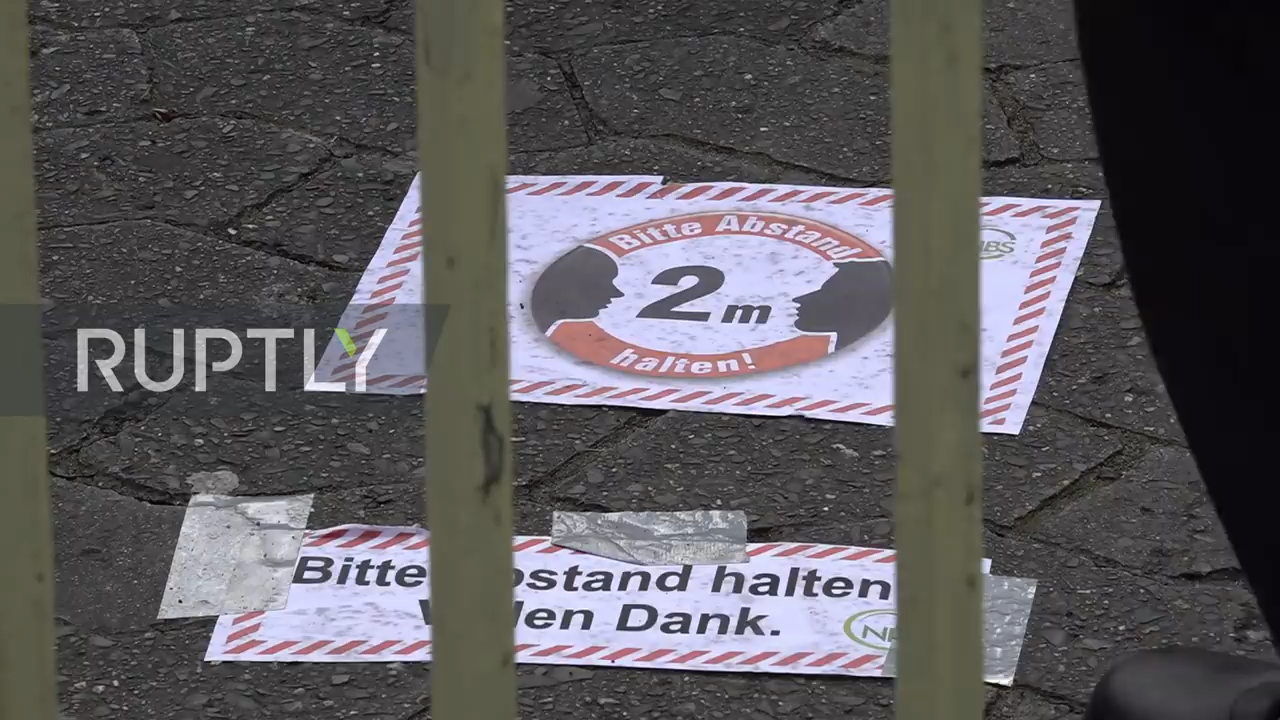 Bitte Abstand
2m
halten!
RUPTLY
Bitte bstand halten
len Dank.